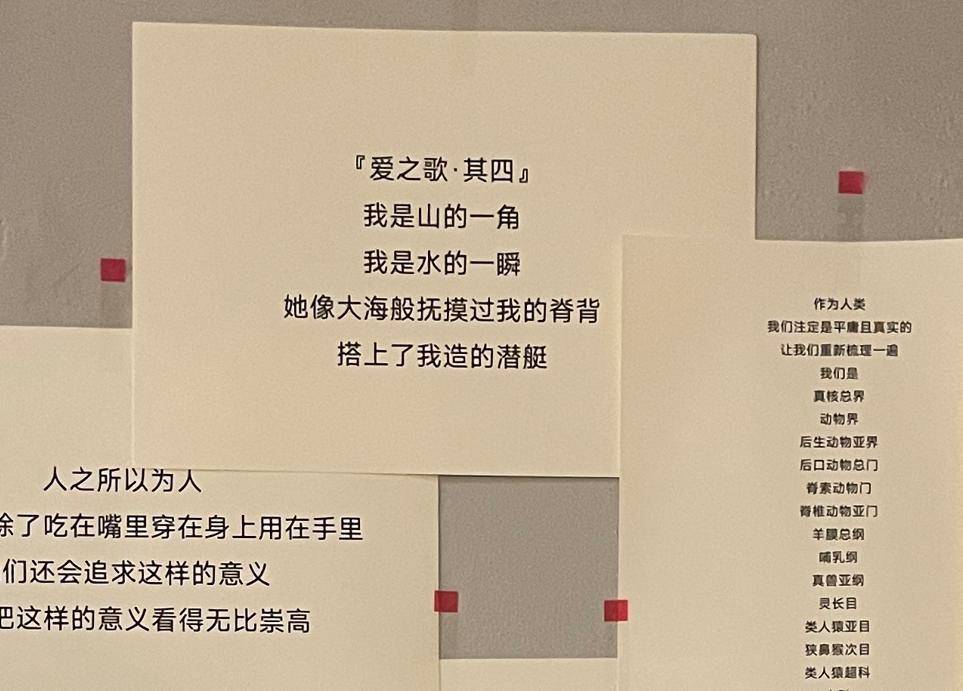 『爱之歌·其四』
我是山的一角
我是水的一瞬
她像大海般抚摸过我的脊背
搭上了我造的潜艇
人之所以为人
除了吃在嘴里穿在身上用在手里
们还会追求这样的意义
把这样的意义看得无比崇高
作为人类
我们注定是平庸且真实的
让我们重新梳理一遍
我们是
真核总界
动物界
后生动物亚界
后口动物总门
脊索动物门
脊椎动物亚门
羊膜总纲
哺乳纲
真兽亚纲
灵长目
类人猿亚目
狭鼻猴次目
类人猿超科